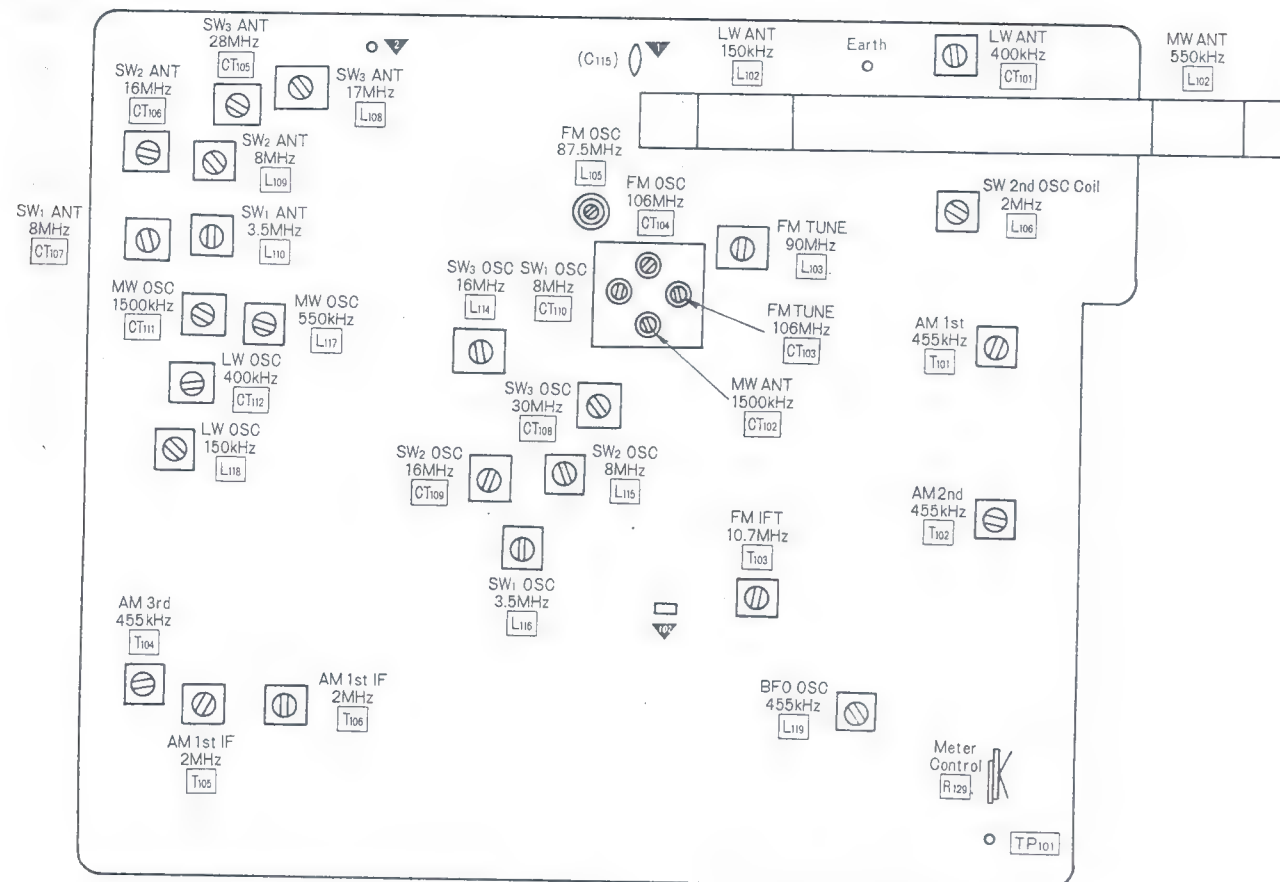 SW3 ANT
28MHz
CT105
2
SW3 ANT
17MHz
L108
(C115)
1
LW ANT
150kHz
L102
Earth
LW ANT
400kHz
CT101
MW ANT
550kHz
L102
SW2 ANT
16MHz
CT106
SW2 ANT
8MHz
L109
FM OSC
87.5MHz
L105
FM OSC
106MHz
CT104
SW 2nd OSC Coil
2MHz
L106
SW1 ANT
8MHz
CT107
SW1 ANT
3.5MHz
L110
FM TUNE
90MHz
L103
SW3 OSC
16MHz
L114
SW1 OSC
8MHz
CT110
MW OSC
1500kHz
CT111
MW OSC
550kHz
L117
FM TUNE
106MHz
CT103
AM 1st
455kHz
T101
LW OSC
400kHz
CT112
SW3 OSC
30MHz
CT108
MW ANT
1500kHz
CT102
LW OSC
150kHz
L118
SW2 OSC
16MHz
CT109
SW2 OSC
8MHz
L115
AM 2nd
455kHz
T102
FM IFT
10.7MHz
T103
SW1 OSC
3.5MHz
L116
102
AM 3rd
455kHz
T104
AM 1st IF
2MHz
T106
AM 1st IF
2MHz
T105
BFO OSC
455kHz
L119
Meter
Control
R129
TP101